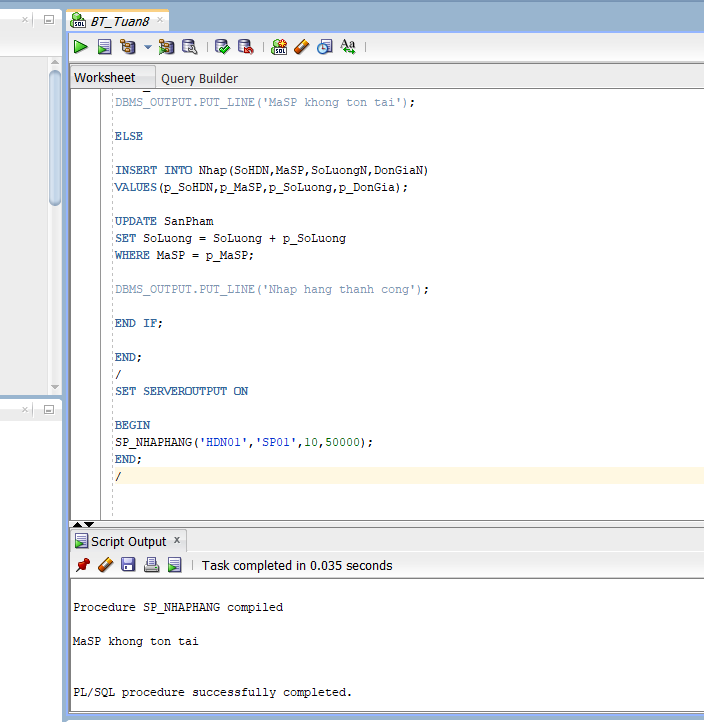 BT_Tuan8
SQL
Aa
Worksheet
Query Builder
DBMS_OUTPUT.PUT_LINE('MaSP khong ton tai');
ELSE
INSERT INTO Nhap(SoHDN,MaSP,SoLuongN,DonGiaN)
VALUES(p_SoHDN,p_MaSP,p_SoLuong,p_DonGia);
UPDATE SanPham
SET SoLuong = SoLuong + p_SoLuong
WHERE MaSP = p_MaSP;
DBMS_OUTPUT.PUT_LINE('Nhap hang thanh cong');
END IF;
END;
/
SET SERVEROUTPUT ON
BEGIN
SP_NHAPHANG('HDN01','SP01',10,50000);
END;
/
Script Output
Task completed in 0.035 seconds
Procedure SP_NHAPHANG compiled
MaSP khong ton tai
PL/SQL procedure successfully completed.